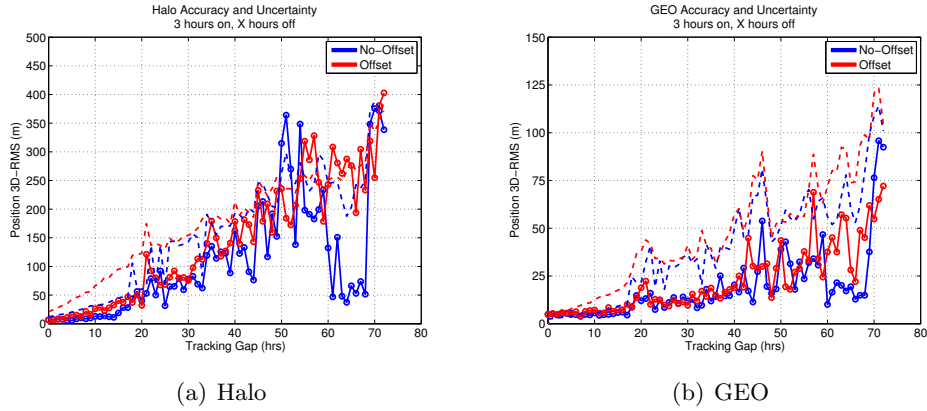 Halo Accuracy and Uncertainty
3 hours on, X hours off
Position 3D−RMS (m)
500
450
400
350
300
250
200
150
100
50
0
No−Offset
Offset
0 10 20 30 40 50 60 70 80
Tracking Gap (hrs)
(a) Halo
GEO Accuracy and Uncertainty
3 hours on, X hours off
Position 3D−RMS (m)
150
125
100
75
50
25
0
No−Offset
Offset
0 10 20 30 40 50 60 70 80
Tracking Gap (hrs)
(b) GEO